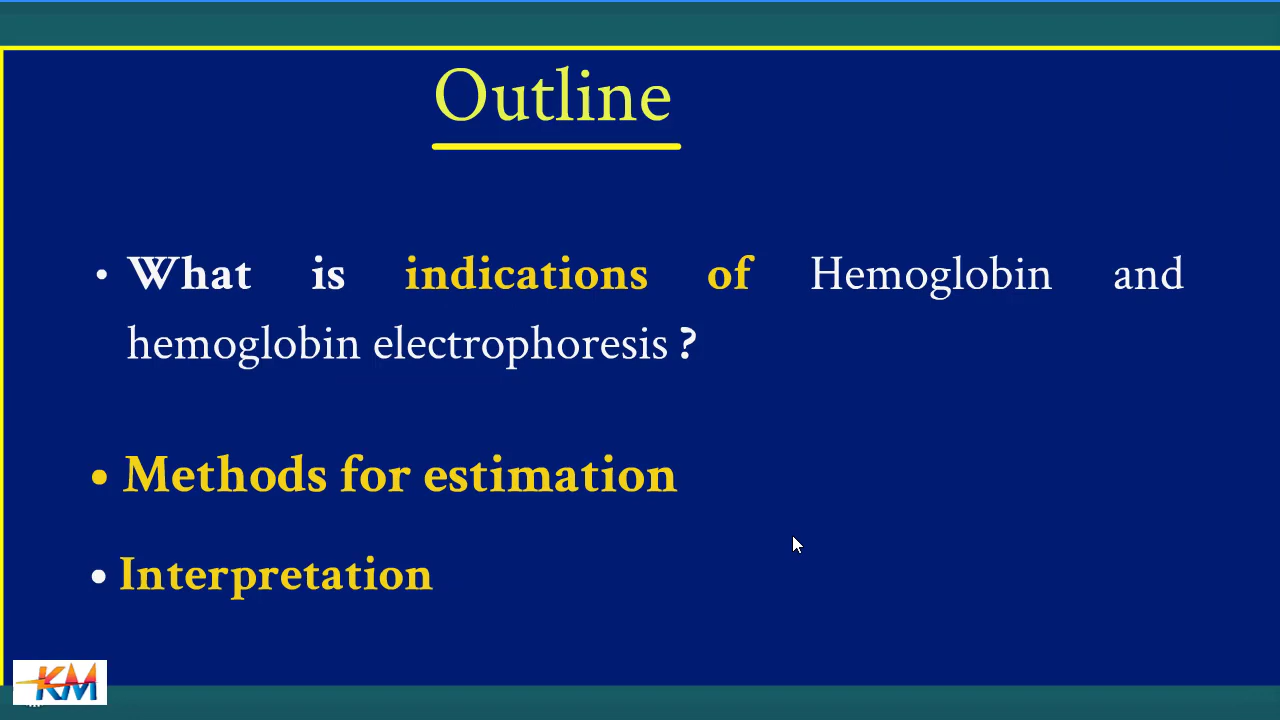 Outline
• What is indications of Hemoglobin and
hemoglobin electrophoresis ?
• Methods for estimation
• Interpretation
KM